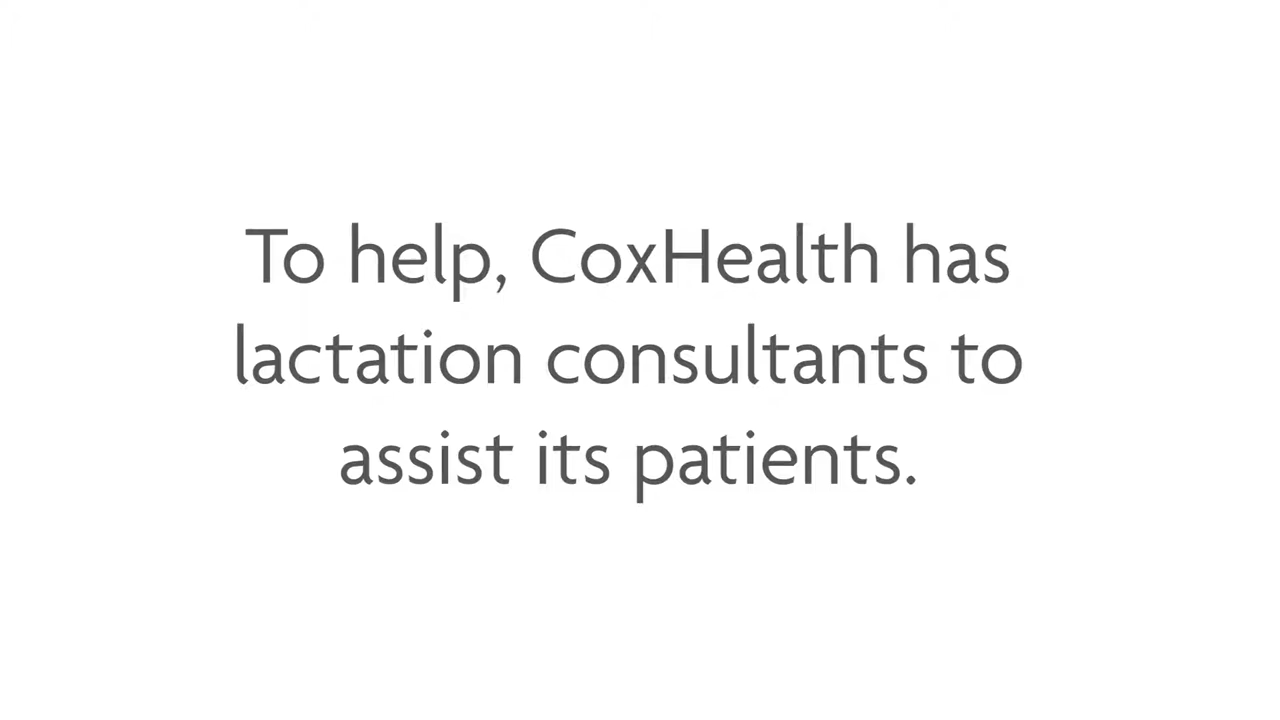 To help, CoxHealth has
lactation consultants to
assist its patients.